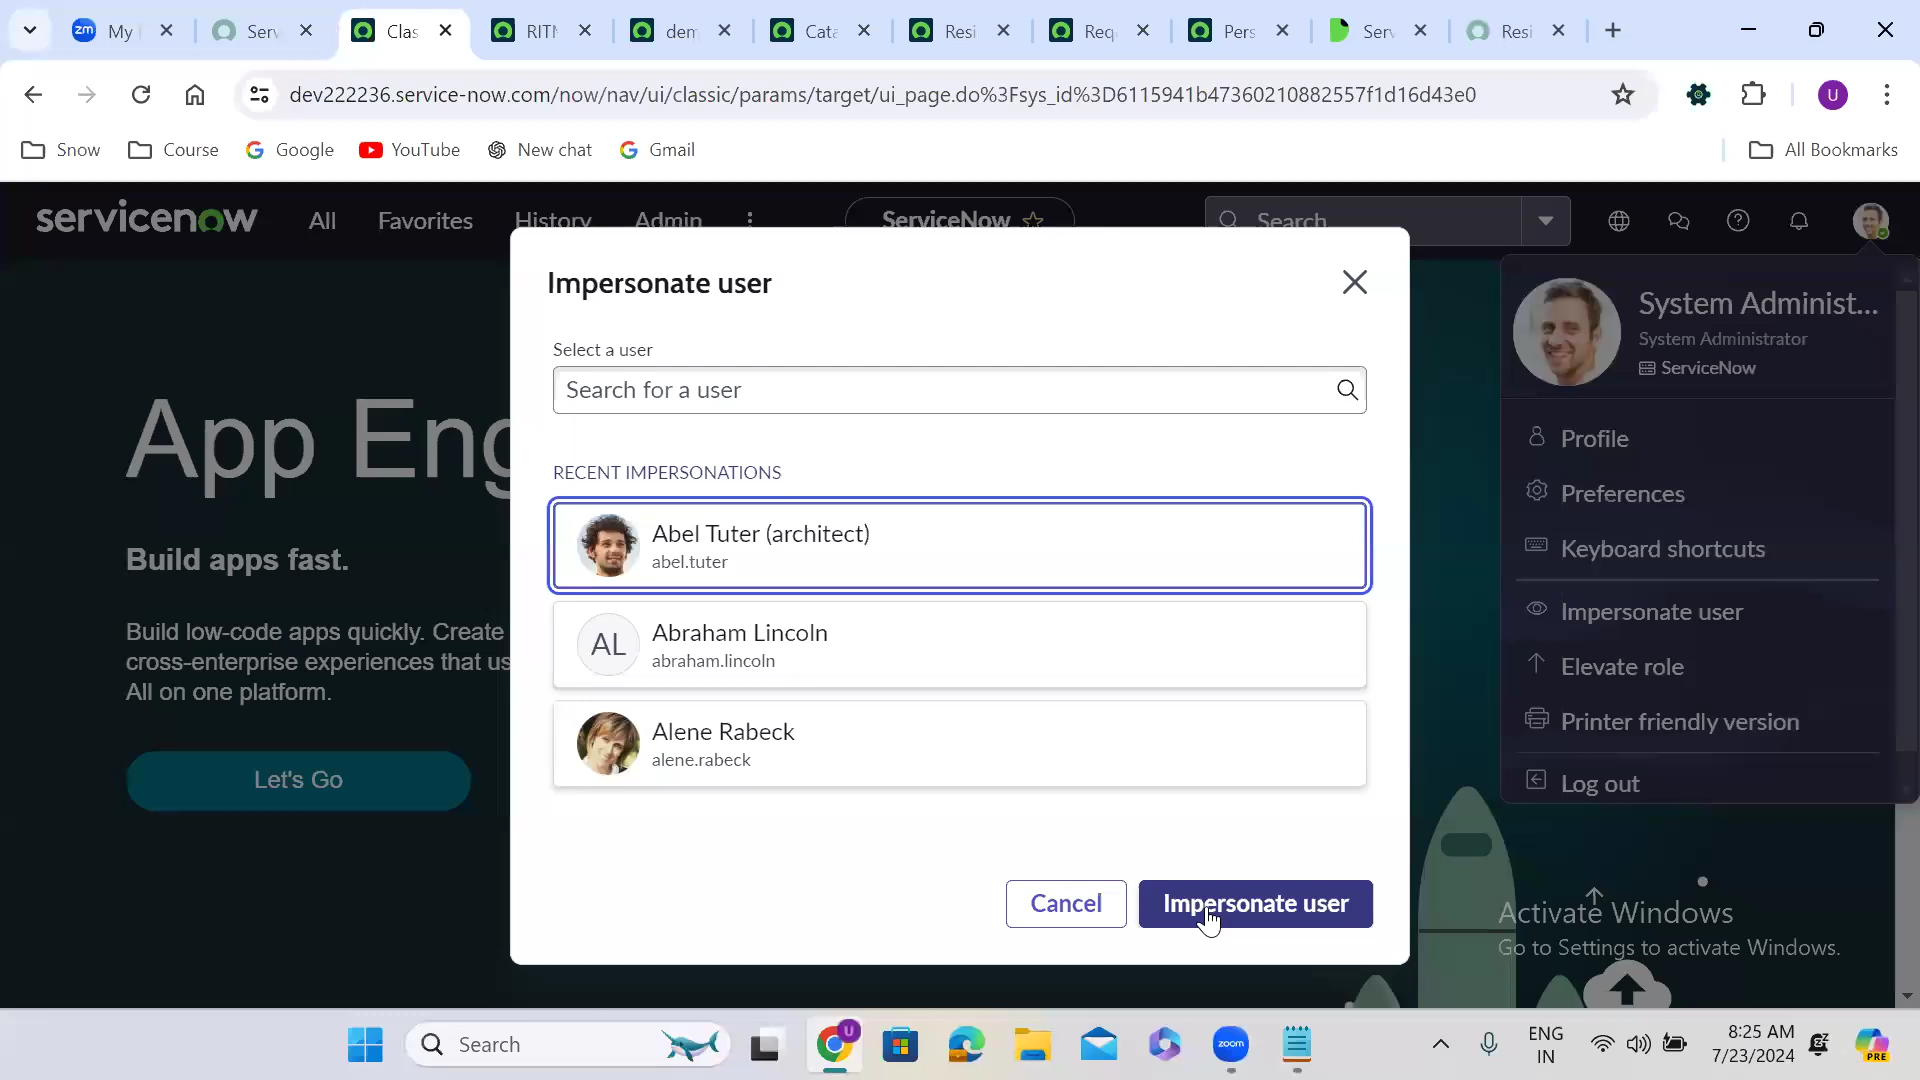 zm My
Serv
Clas
RITM
dem
Cata
Resi
Req
Pers
Serv
Resi
dev222236.service-now.com/now/nav/ui/classic/params/target/ui_page.do%3Fsys_id%3D6115941b47360210882557f1d16d43e0
U
Snow
Course
Google
YouTube
New chat
Gmail
All Bookmarks
servicenow
All
Favorites
History
Admin
ServiceNow
Search
Impersonate user
Select a user
Search for a user
RECENT IMPERSONATIONS
Abel Tuter (architect)
abel.tuter
AL
Abraham Lincoln
abraham.lincoln
Alene Rabeck
alene.rabeck
Cancel
Impersonate user
App Eng
Build apps fast.
Build low-code apps quickly. Create
cross-enterprise experiences that us
All on one platform.
Let's Go
System Administ...
System Administrator
ServiceNow
Profile
Preferences
Keyboard shortcuts
Impersonate user
Elevate role
Printer friendly version
Log out
Activate Windows
Go to Settings to activate Windows.
Search
U
zoom
ENG
IN
8:25 AM
7/23/2024
PRE